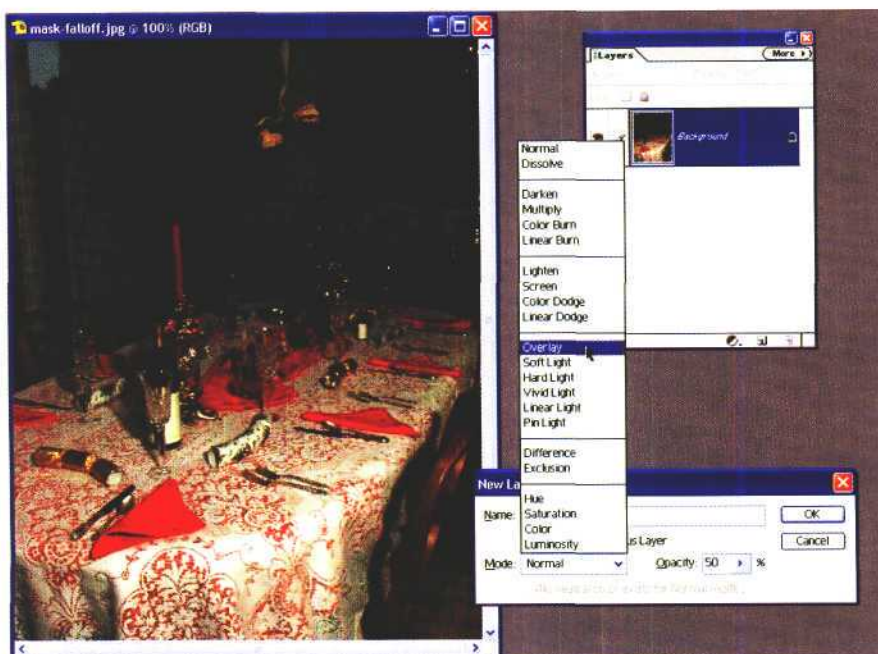 mask-falloff.jpg @ 100% (RGB)
Layers
More
Background
Normal
Dissolve
Darken
Multiply
Color Burn
Linear Burn
Lighten
Screen
Color Dodge
Linear Dodge
Overlay
Soft Light
Hard Light
Vivid Light
Linear Light
Pin Light
Difference
Exclusion
Hue
Saturation
Color
Luminosity
New La
Name:
OK
us Layer
Cancel
Mode: Normal
Opacity: 50 %